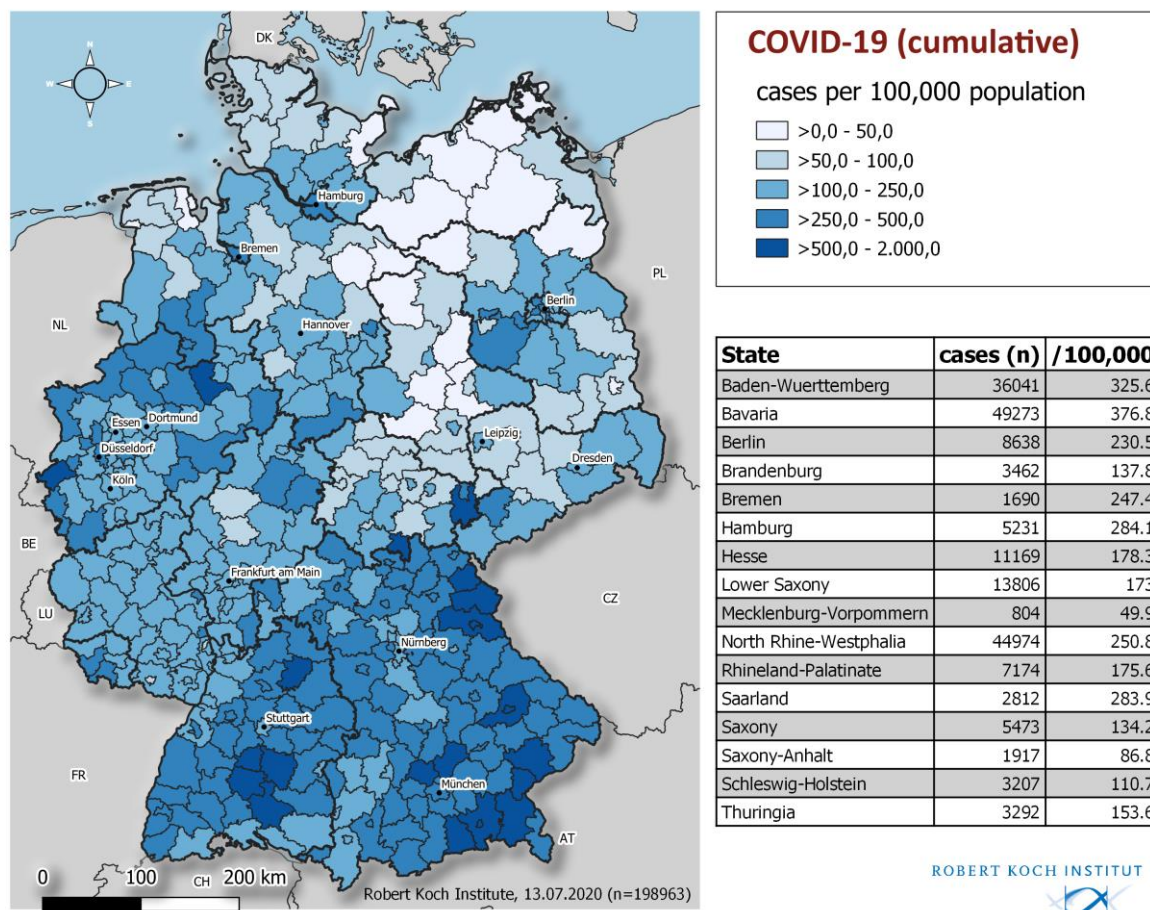 DK
N
W
E
S
Hamburg
Bremen
PL
Berlin
NL
Hannover
Essen
Dortmund
Düsseldorf
Leipzig
Dresden
Köln
BE
Frankfurt am Main
LU
CZ
Nürnberg
Stuttgart
FR
München
AT
CH
0 100 200 km
Robert Koch Institute, 13.07.2020 (n=198963)
COVID-19 (cumulative)
cases per 100,000 population
>0,0 - 50,0
>50,0 - 100,0
>100,0 - 250,0
>250,0 - 500,0
>500,0 - 2.000,0
State cases (n) /100,000
Baden-Wuerttemberg 36041 325.6
Bavaria 49273 376.8
Berlin 8638 230.5
Brandenburg 3462 137.8
Bremen 1690 247.4
Hamburg 5231 284.1
Hesse 11169 178.3
Lower Saxony 13806 173
Mecklenburg-Vorpommern 804 49.9
North Rhine-Westphalia 44974 250.8
Rhineland-Palatinate 7174 175.6
Saarland 2812 283.9
Saxony 5473 134.2
Saxony-Anhalt 1917 86.8
Schleswig-Holstein 3207 110.7
Thuringia 3292 153.6
ROBERT KOCH INSTITUT